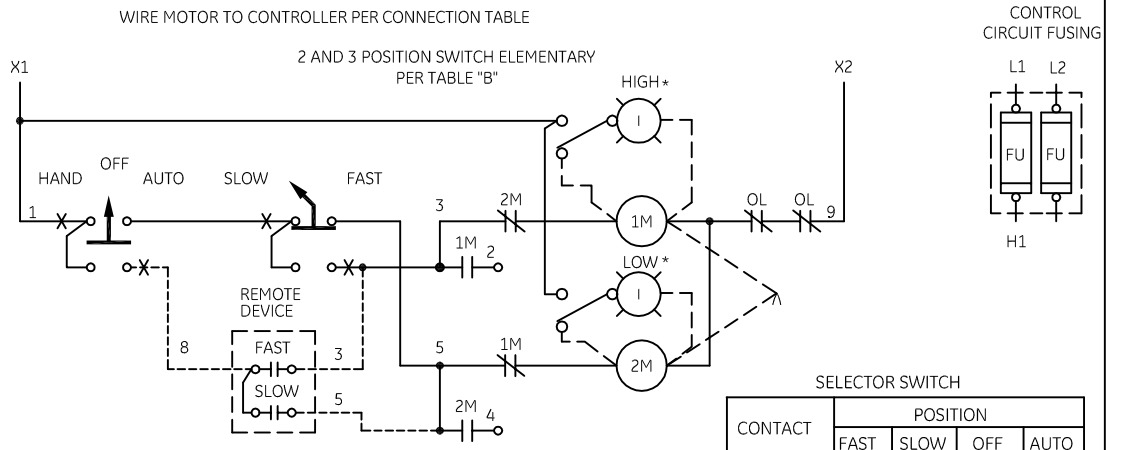 WIRE MOTOR TO CONTROLLER PER CONNECTION TABLE
CONTROL
CIRCUIT FUSING
2 AND 3 POSITION SWITCH ELEMENTARY
PER TABLE "B"
X1
X2
L1 L2
HIGH*
I
FU FU
H1
OFF
HAND AUTO SLOW FAST
1
3
2M
1M
OL OL
9
1M
2
LOW*
I
REMOTE
DEVICE
8
FAST
3
5
1M
2M
SLOW
5
2M
4
SELECTOR SWITCH
CONTACT
POSITION
FAST SLOW OFF AUTO